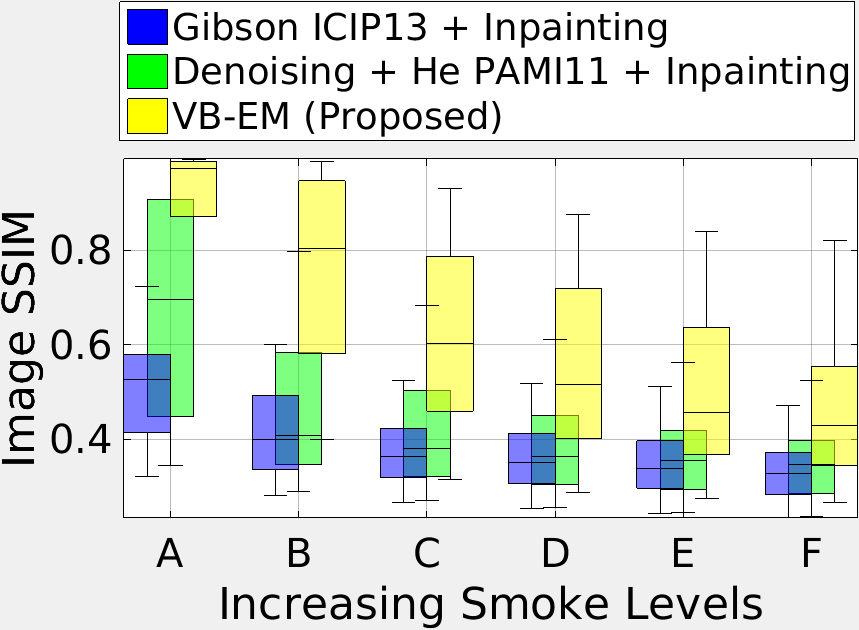 Gibson ICIP13 + Inpainting
Denoising + He PAMI11 + Inpainting
VB-EM (Proposed)
Image SSIM
0.8
0.6
0.4
A B C D E F
Increasing Smoke Levels